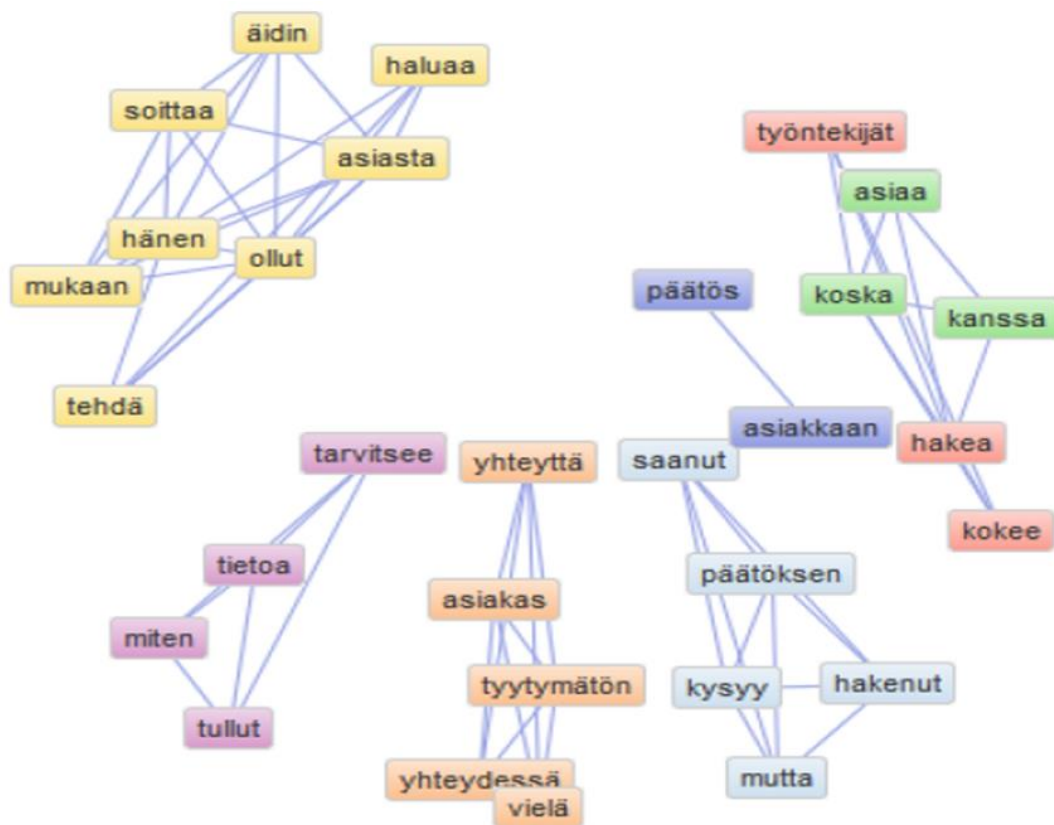 äidin
haluaa
soittaa
asiasta
hänen
ollut
mukaan
tehdä
työntekijät
asiaa
koska
kanssa
päätös
asiakkaan
hakea
kokee
tarvitsee
tietoa
miten
tullut
yhteyttä
asiakas
tyytymätön
yhteydessä
vielä
saanut
päätöksen
kysyy
hakenut
mutta